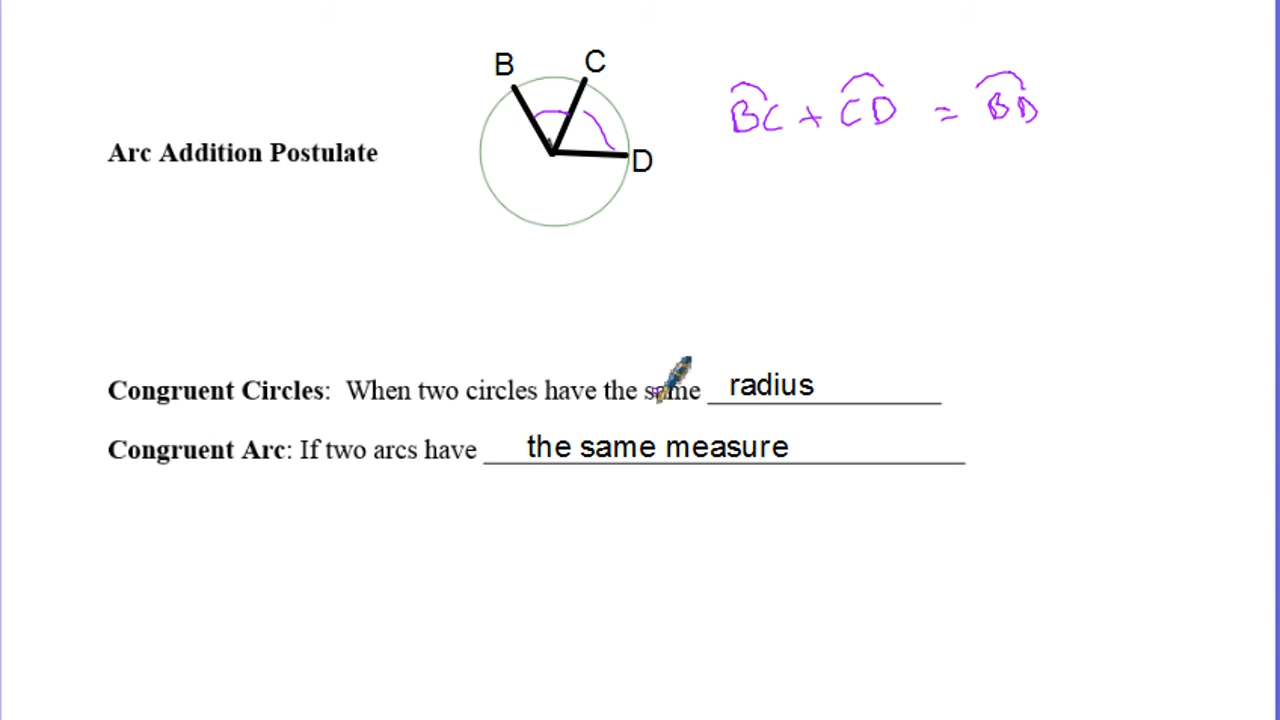 B C
BC + CD = BD
Arc Addition Postulate
D
Congruent Circles: When two circles have the same radius
Congruent Arc: If two arcs have the same measure